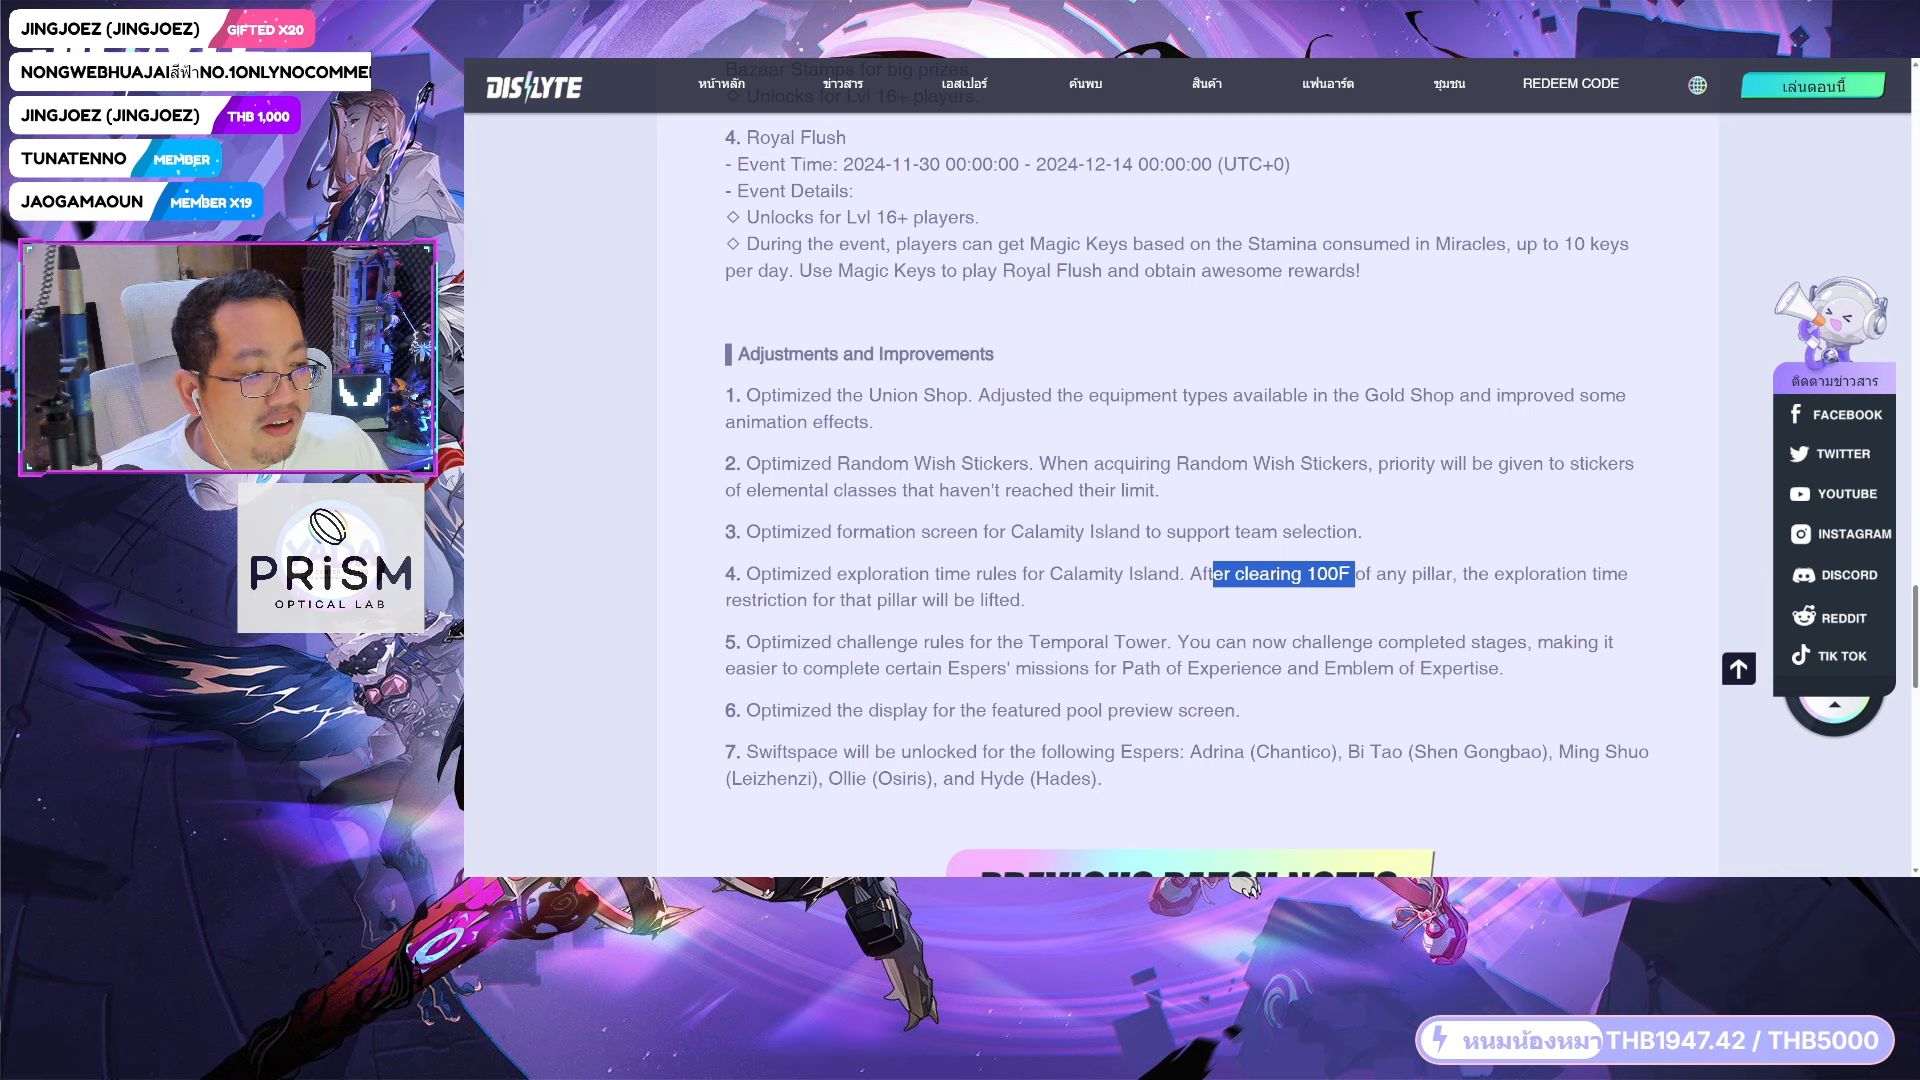 JINGJOEZ (JINGJOEZ) GIFTED X20
NONGWEBHUAJAIสีฟ้าNO.1ONLYNOCOMME
JINGJOEZ (JINGJOEZ) THB 1,000
TUNATENNO MEMBER
JAOGAMAOUN MEMBER X19
PRiSM
OPTICAL LAB
DISLYTE หน้าหลัก ข่าวสาร เอสเปอร์ ค้นพบ สินค้า แฟนอาร์ต ชุมชน REDEEM CODE เล่นตอนนี้
Bazaar Stamps for big prizes.
◇ Unlocks for Lvl 16+ players.
4. Royal Flush
- Event Time: 2024-11-30 00:00:00 - 2024-12-14 00:00:00 (UTC+0)
- Event Details:
◇ Unlocks for Lvl 16+ players.
◇ During the event, players can get Magic Keys based on the Stamina consumed in Miracles, up to 10 keys
per day. Use Magic Keys to play Royal Flush and obtain awesome rewards!
Adjustments and Improvements
1. Optimized the Union Shop. Adjusted the equipment types available in the Gold Shop and improved some
animation effects.
2. Optimized Random Wish Stickers. When acquiring Random Wish Stickers, priority will be given to stickers
of elemental classes that haven't reached their limit.
3. Optimized formation screen for Calamity Island to support team selection.
4. Optimized exploration time rules for Calamity Island. After clearing 100F of any pillar, the exploration time
restriction for that pillar will be lifted.
5. Optimized challenge rules for the Temporal Tower. You can now challenge completed stages, making it
easier to complete certain Espers' missions for Path of Experience and Emblem of Expertise.
6. Optimized the display for the featured pool preview screen.
7. Swiftspace will be unlocked for the following Espers: Adrina (Chantico), Bi Tao (Shen Gongbao), Ming Shuo
(Leizhenzi), Ollie (Osiris), and Hyde (Hades).
PREVIOUS PATCH NOTES
ติดตามข่าวสาร
FACEBOOK
TWITTER
YOUTUBE
INSTAGRAM
DISCORD
REDDIT
TIK TOK
หนมน้องหมา THB1947.42 / THB5000